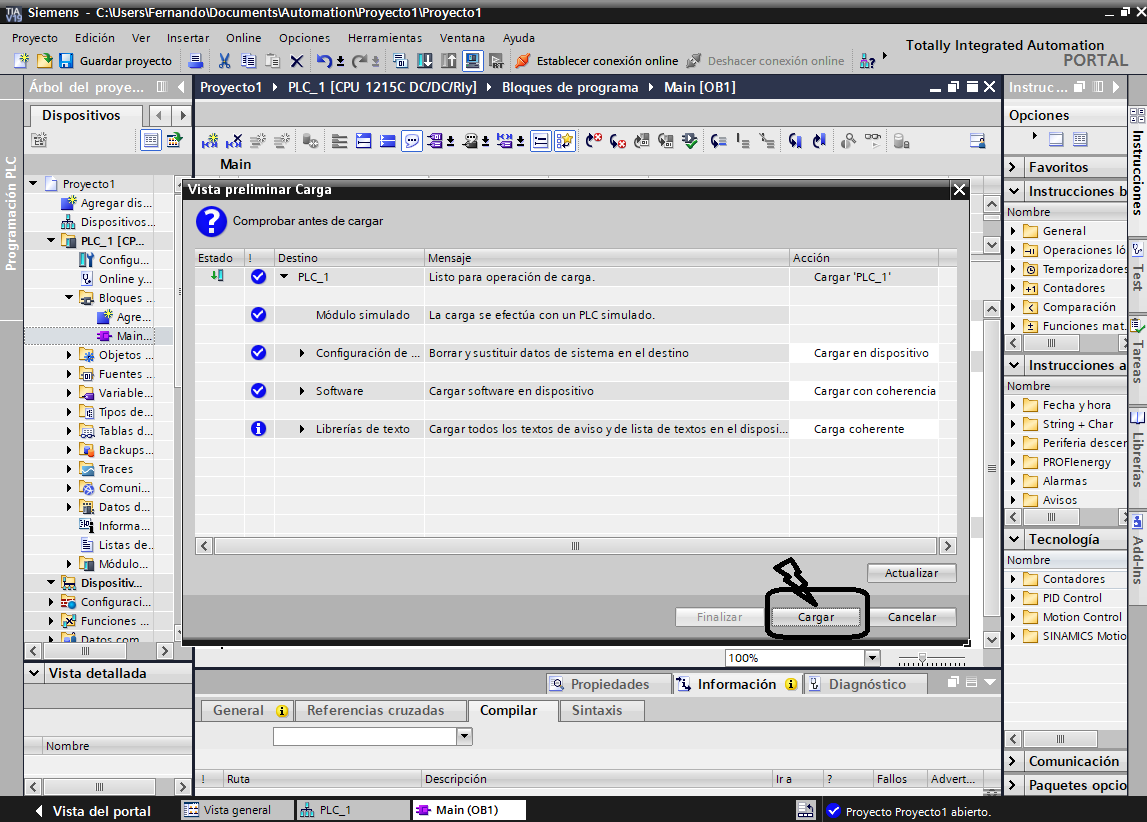 TIA V19
Siemens - C:\Users\Fernando\Documents\Automation\Proyecto1\Proyecto1
Proyecto Edición Ver Insertar Online Opciones Herramientas Ventana Ayuda
Totally Integrated Automation
PORTAL
Guardar proyecto
Establecer conexión online
Deshacer conexión online
Árbol del proye...
Dispositivos
Programación PLC
Proyecto1
Agregar dis...
Dispositivos...
PLC_1 [CP...
Configu...
Online y...
Bloques ...
Agre...
Main...
Objetos ...
Fuentes ...
Variable...
Tipos de...
Tablas d...
Backups...
Traces
Comuni...
Datos d...
Informa...
Listas de..
Módulo...
Dispositiv...
Configuraci...
Funciones ...
Datos com...
Vista detallada
Nombre
Proyecto1 PLC_1 [CPU 1215C DC/DC/Rly] Bloques de programa Main [OB1]
Main
Vista preliminar Carga
?
Comprobar antes de cargar
Estado ! Destino Mensaje Acción
PLC_1 Listo para operación de carga. Cargar 'PLC_1'
Módulo simulado La carga se efectúa con un PLC simulado.
Configuración de ... Borrar y sustituir datos de sistema en el destino Cargar en dispositivo
Software Cargar software en dispositivo Cargar con coherencia
Librerías de texto Cargar todos los textos de aviso y de lista de textos en el disposi... Carga coherente
Actualizar
Finalizar Cargar Cancelar
100%
Propiedades Información Diagnóstico
General Referencias cruzadas Compilar Sintaxis
! Ruta Descripción Ir a ? Fallos Advert...
Instruc...
Opciones
Favoritos
Instrucciones b
Nombre
General
Operaciones ló
Temporizadores
Contadores
Comparación
Funciones mat.
Instrucciones a
Nombre
Fecha y hora
String + Char
Periferia descer
PROFIenergy
Alarmas
Avisos
Tecnología
Nombre
Contadores
PID Control
Motion Control
SINAMICS Motio
Comunicación
Paquetes opcio
Instrucciones
Test
Tareas
Librerías
Add-Ins
Vista del portal Vista general PLC_1 Main (OB1) Proyecto Proyecto1 abierto.